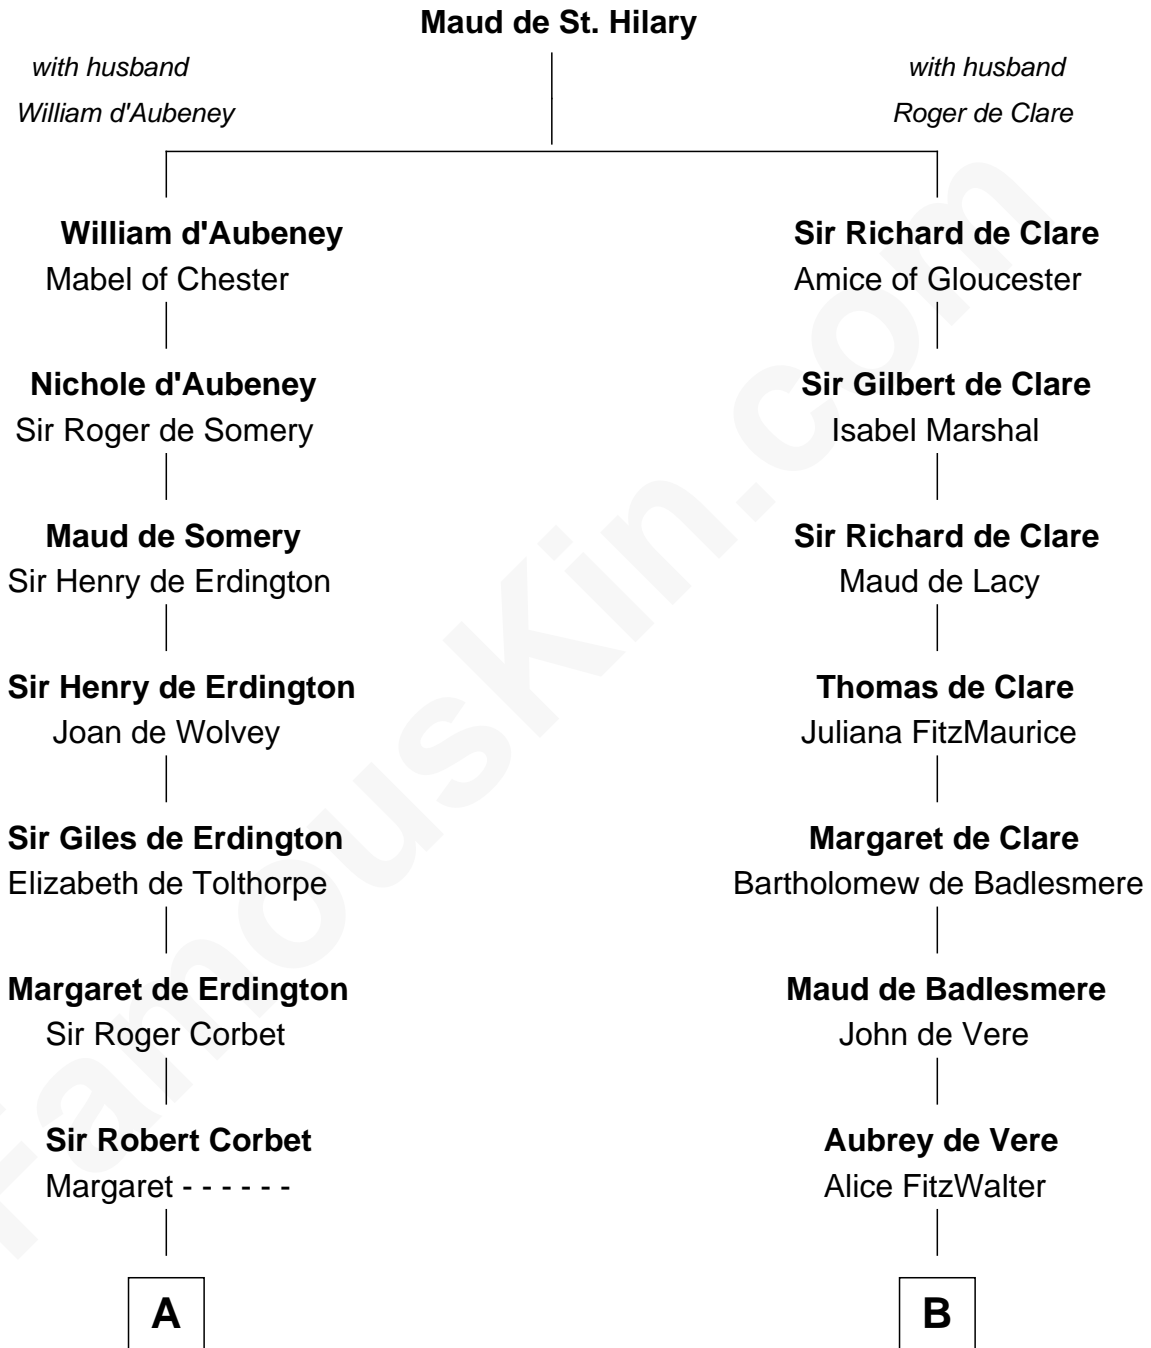 Maud de St. Hilary
with husband
William d'Aubeney
with husband
Roger de Clare
William d'Aubeney
Mabel of Chester
Sir Richard de Clare
Amice of Gloucester
Nichole d'Aubeney
Sir Roger de Somery
Sir Gilbert de Clare
Isabel Marshal
Maud de Somery
Sir Henry de Erdington
Sir Richard de Clare
Maud de Lacy
Sir Henry de Erdington
Joan de Wolvey
Thomas de Clare
Juliana FitzMaurice
Sir Giles de Erdington
Elizabeth de Tolthorpe
Margaret de Clare
Bartholomew de Badlesmere
Margaret de Erdington
Sir Roger Corbet
Maud de Badlesmere
John de Vere
Sir Robert Corbet
Margaret - - - - - -
Aubrey de Vere
Alice FitzWalter
A
B
FamousKin.com